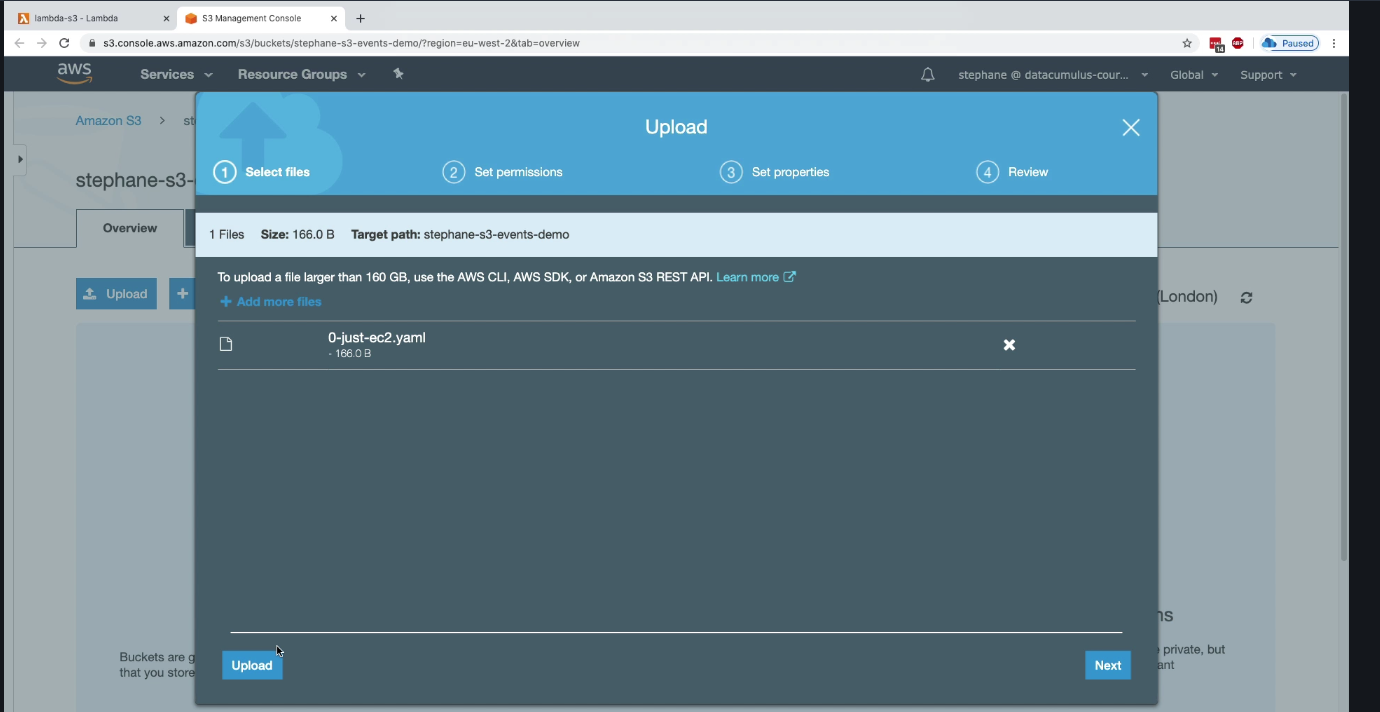 lambda-s3 - Lambda
S3 Management Console
s3.console.aws.amazon.com/s3/buckets/stephane-s3-events-demo/?region=eu-west-2&tab=overview
14
ABP
Paused
aws
Services
Resource Groups
stephane @ datacumulus-cour...
Global
Support
Amazon S3 > st
stephane-s3-
Overview
Upload
(London)
Upload
1 Select files
2 Set permissions
3 Set properties
4 Review
1 Files Size: 166.0 B Target path: stephane-s3-events-demo
To upload a file larger than 160 GB, use the AWS CLI, AWS SDK, or Amazon S3 REST API. Learn more
+ Add more files
0-just-ec2.yaml
- 166.0 B
Buckets are g
that you store
ns
private, but
ant
Upload
Next